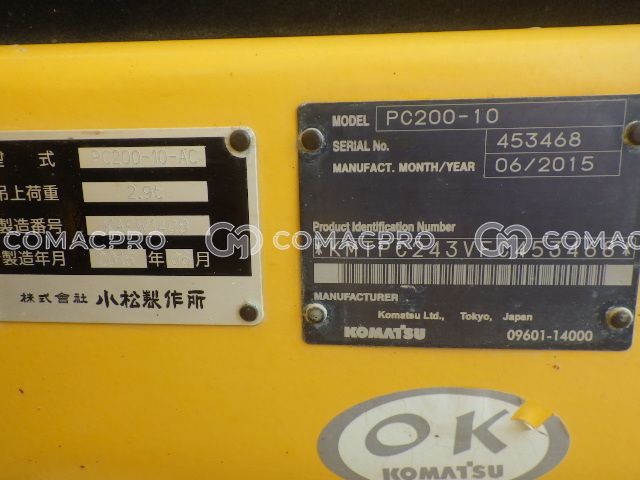 型 式 PC200-10-AC
吊上荷重 2.9t
製造番号
製造年月 年 月
株式會社 小松製作所
MODEL PC200-10
SERIAL No. 453468
MANUFACT. MONTH/YEAR 06/2015
Product Identification Number
MANUFACTURER
Komatsu Ltd., Tokyo, Japan
KOMATSU 09601-14000
COMACPRO COMACPRO COMACPRO
OK
KOMATSU